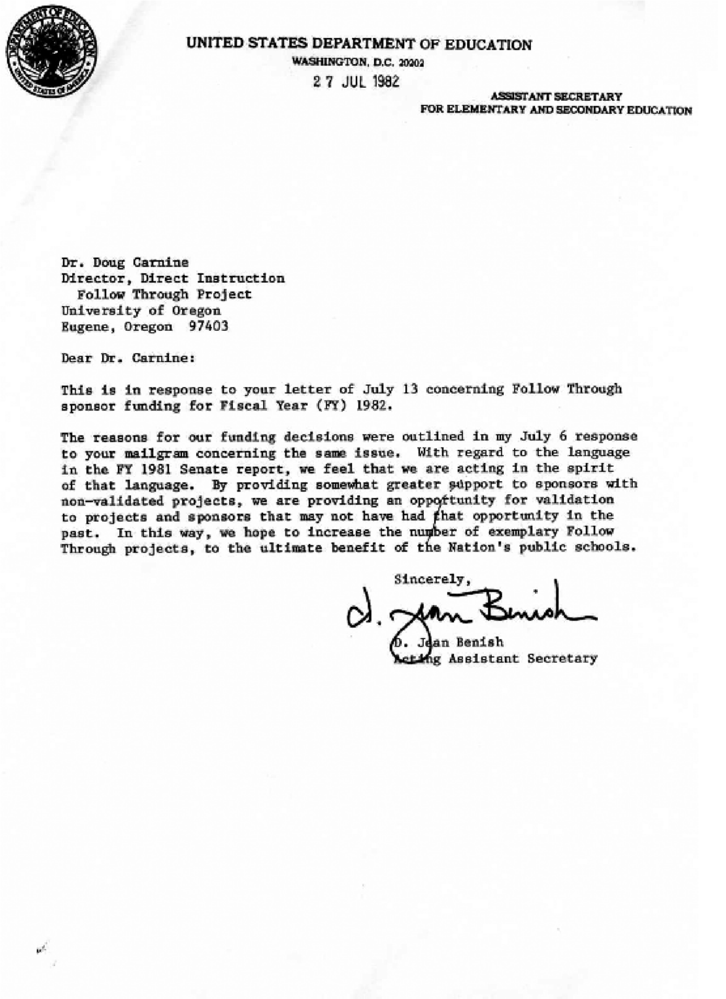 DEPARTMENT OF EDUCATION
UNITED STATES OF AMERICA
UNITED STATES DEPARTMENT OF EDUCATION
WASHINGTON, D.C. 20202
27 JUL 1982
ASSISTANT SECRETARY
FOR ELEMENTARY AND SECONDARY EDUCATION
Dr. Doug Carnine
Director, Direct Instruction
Follow Through Project
University of Oregon
Eugene, Oregon 97403
Dear Dr. Carnine:
This is in response to your letter of July 13 concerning Follow Through
sponsor funding for Fiscal Year (FY) 1982.
The reasons for our funding decisions were outlined in my July 6 response
to your mailgram concerning the same issue. With regard to the language
in the FY 1981 Senate report, we feel that we are acting in the spirit
of that language. By providing somewhat greater support to sponsors with
non-validated projects, we are providing an opportunity for validation
to projects and sponsors that may not have had that opportunity in the
past. In this way, we hope to increase the number of exemplary Follow
Through projects, to the ultimate benefit of the Nation's public schools.
Sincerely,
D. Jean Benish
D. Jean Benish
Acting Assistant Secretary